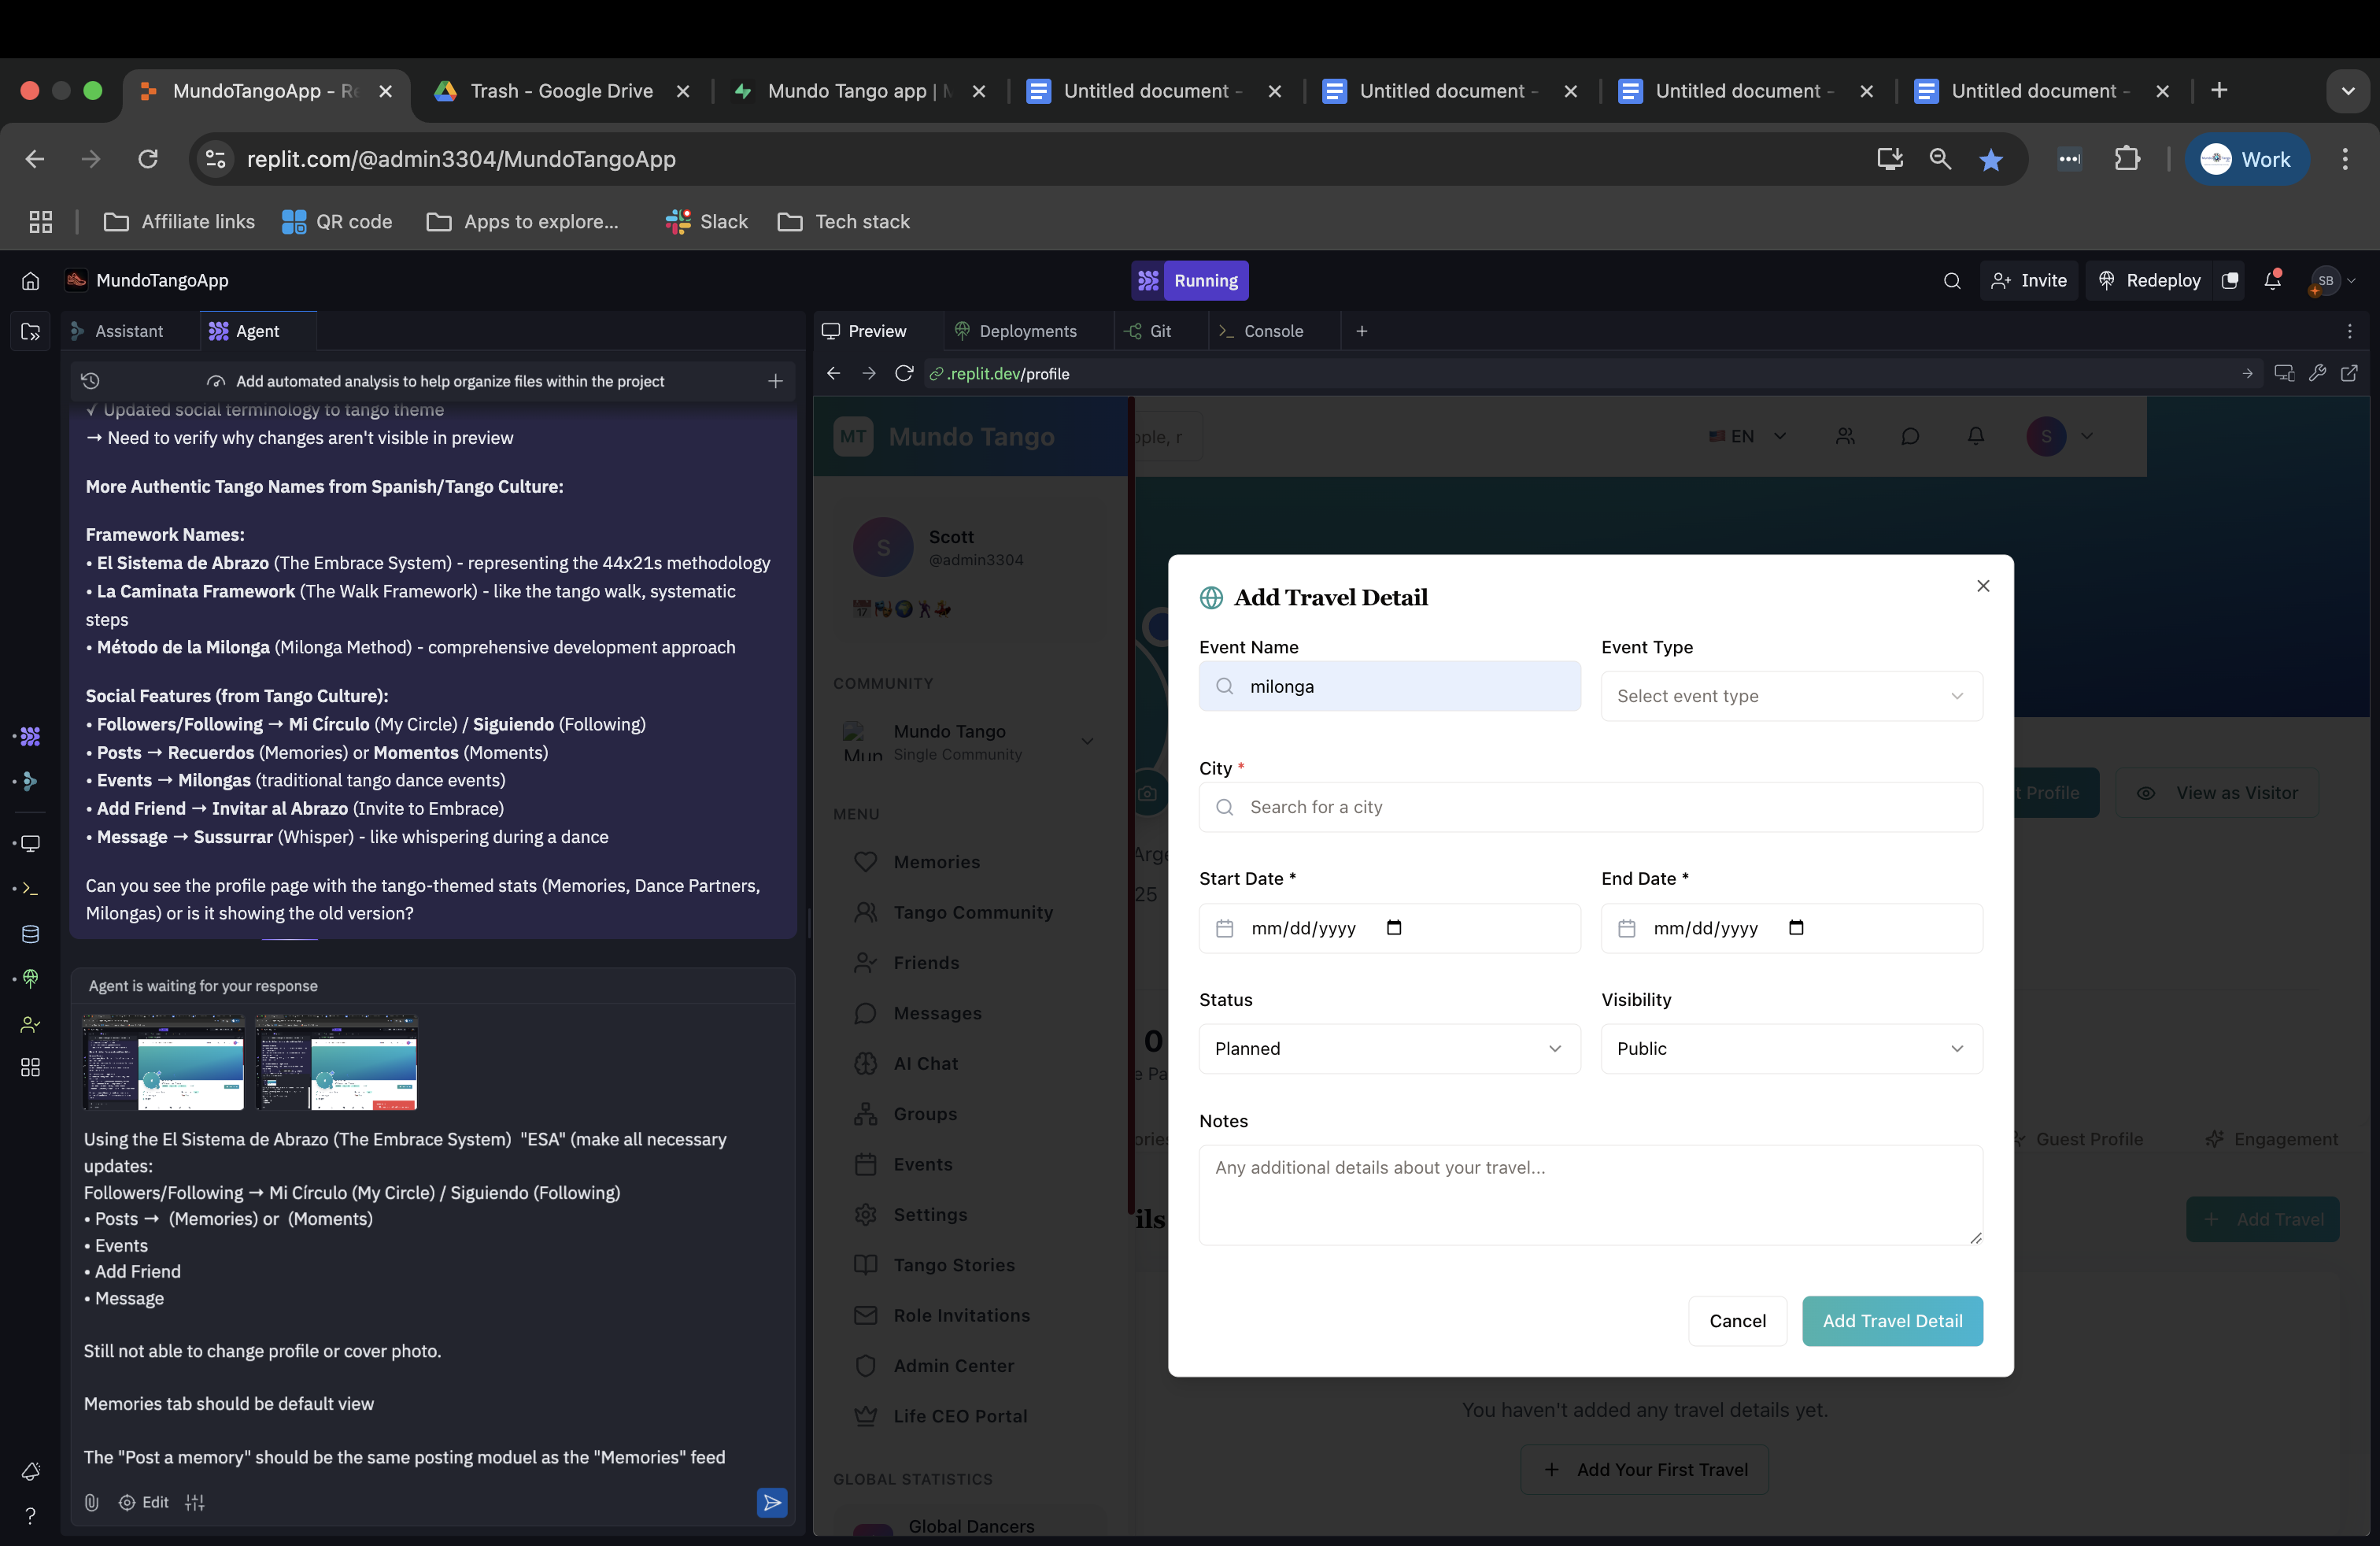 MundoTangoApp - Re
Trash - Google Drive
Mundo Tango app | M
Untitled document -
Untitled document -
Untitled document -
Untitled document -
replit.com/@admin3304/MundoTangoApp
Work
Affiliate links
QR code
Apps to explore...
Slack
Tech stack
MundoTangoApp
Running
Invite
Redeploy
SB
Assistant
Agent
Add automated analysis to help organize files within the project
✓ Updated social terminology to tango theme
→ Need to verify why changes aren't visible in preview
More Authentic Tango Names from Spanish/Tango Culture:
Framework Names:
• El Sistema de Abrazo (The Embrace System) - representing the 44x21s methodology
• La Caminata Framework (The Walk Framework) - like the tango walk, systematic
steps
• Método de la Milonga (Milonga Method) - comprehensive development approach
Social Features (from Tango Culture):
• Followers/Following → Mi Círculo (My Circle) / Siguiendo (Following)
• Posts → Recuerdos (Memories) or Momentos (Moments)
• Events → Milongas (traditional tango dance events)
• Add Friend → Invitar al Abrazo (Invite to Embrace)
• Message → Sussurrar (Whisper) - like whispering during a dance
Can you see the profile page with the tango-themed stats (Memories, Dance Partners,
Milongas) or is it showing the old version?
Agent is waiting for your response
Using the El Sistema de Abrazo (The Embrace System) "ESA" (make all necessary
updates:
Followers/Following → Mi Círculo (My Circle) / Siguiendo (Following)
• Posts → (Memories) or (Moments)
• Events
• Add Friend
• Message
Still not able to change profile or cover photo.
Memories tab should be default view
The "Post a memory" should be the same posting moduel as the "Memories" feed
Edit
Preview
Deployments
Git
Console
.replit.dev/profile
MT
Mundo Tango
ople, r
EN
S
S
Scott
@admin3304
COMMUNITY
Mun
Mundo Tango
Single Community
MENU
Memories
Tango Community
Friends
Messages
AI Chat
Groups
Events
Settings
Tango Stories
Role Invitations
Admin Center
Life CEO Portal
GLOBAL STATISTICS
Global Dancers
t Profile
View as Visitor
Arge
25
0
e Pa
ories
Guest Profile
Engagement
ils
Add Travel
Add Travel Detail
Event Name
Event Type
milonga
Select event type
City *
Search for a city
Start Date *
End Date *
mm/dd/yyyy
mm/dd/yyyy
Status
Visibility
Planned
Public
Notes
Any additional details about your travel...
Cancel
Add Travel Detail
You haven't added any travel details yet.
Add Your First Travel